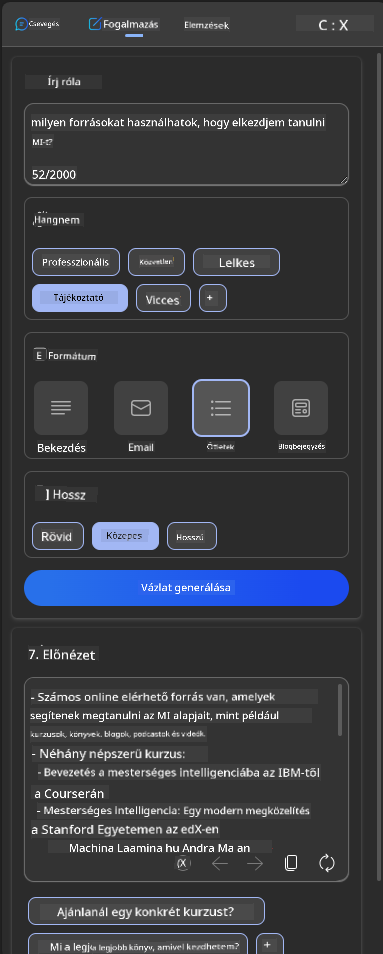 Csevegés
Fogalmazás
Elemzések
C : X
Írj róla
milyen forrásokat használhatok, hogy elkezdjem tanulni
MI-t?
52/2000
Hangnem
Professzionális
Közvetlen
Lelkes
Tájékoztató
Vicces
+
E Formátum
Bekezdés
Email
Ötletek
Blogbejegyzés
] Hossz
Rövid
Közepes
Hosszú
Vázlat generálása
7. Előnézet
- Számos online elérhető forrás van, amelyek
segítenek megtanulni az MI alapjait, mint például
kurzusok, könyvek, blogok, podcastok és videók.
- Néhány népszerű kurzus:
- Bevezetés a mesterséges intelligenciába az IBM-től
a Courserán
- Mesterséges intelligencia: Egy modern megközelítés
a Stanford Egyetemen az edX-en
Machina Laamina hu Andra Ma an
(X
Ajánlanál egy konkrét kurzust?
Mi a legja legjobb könyv, amivel kezdhetem?
+